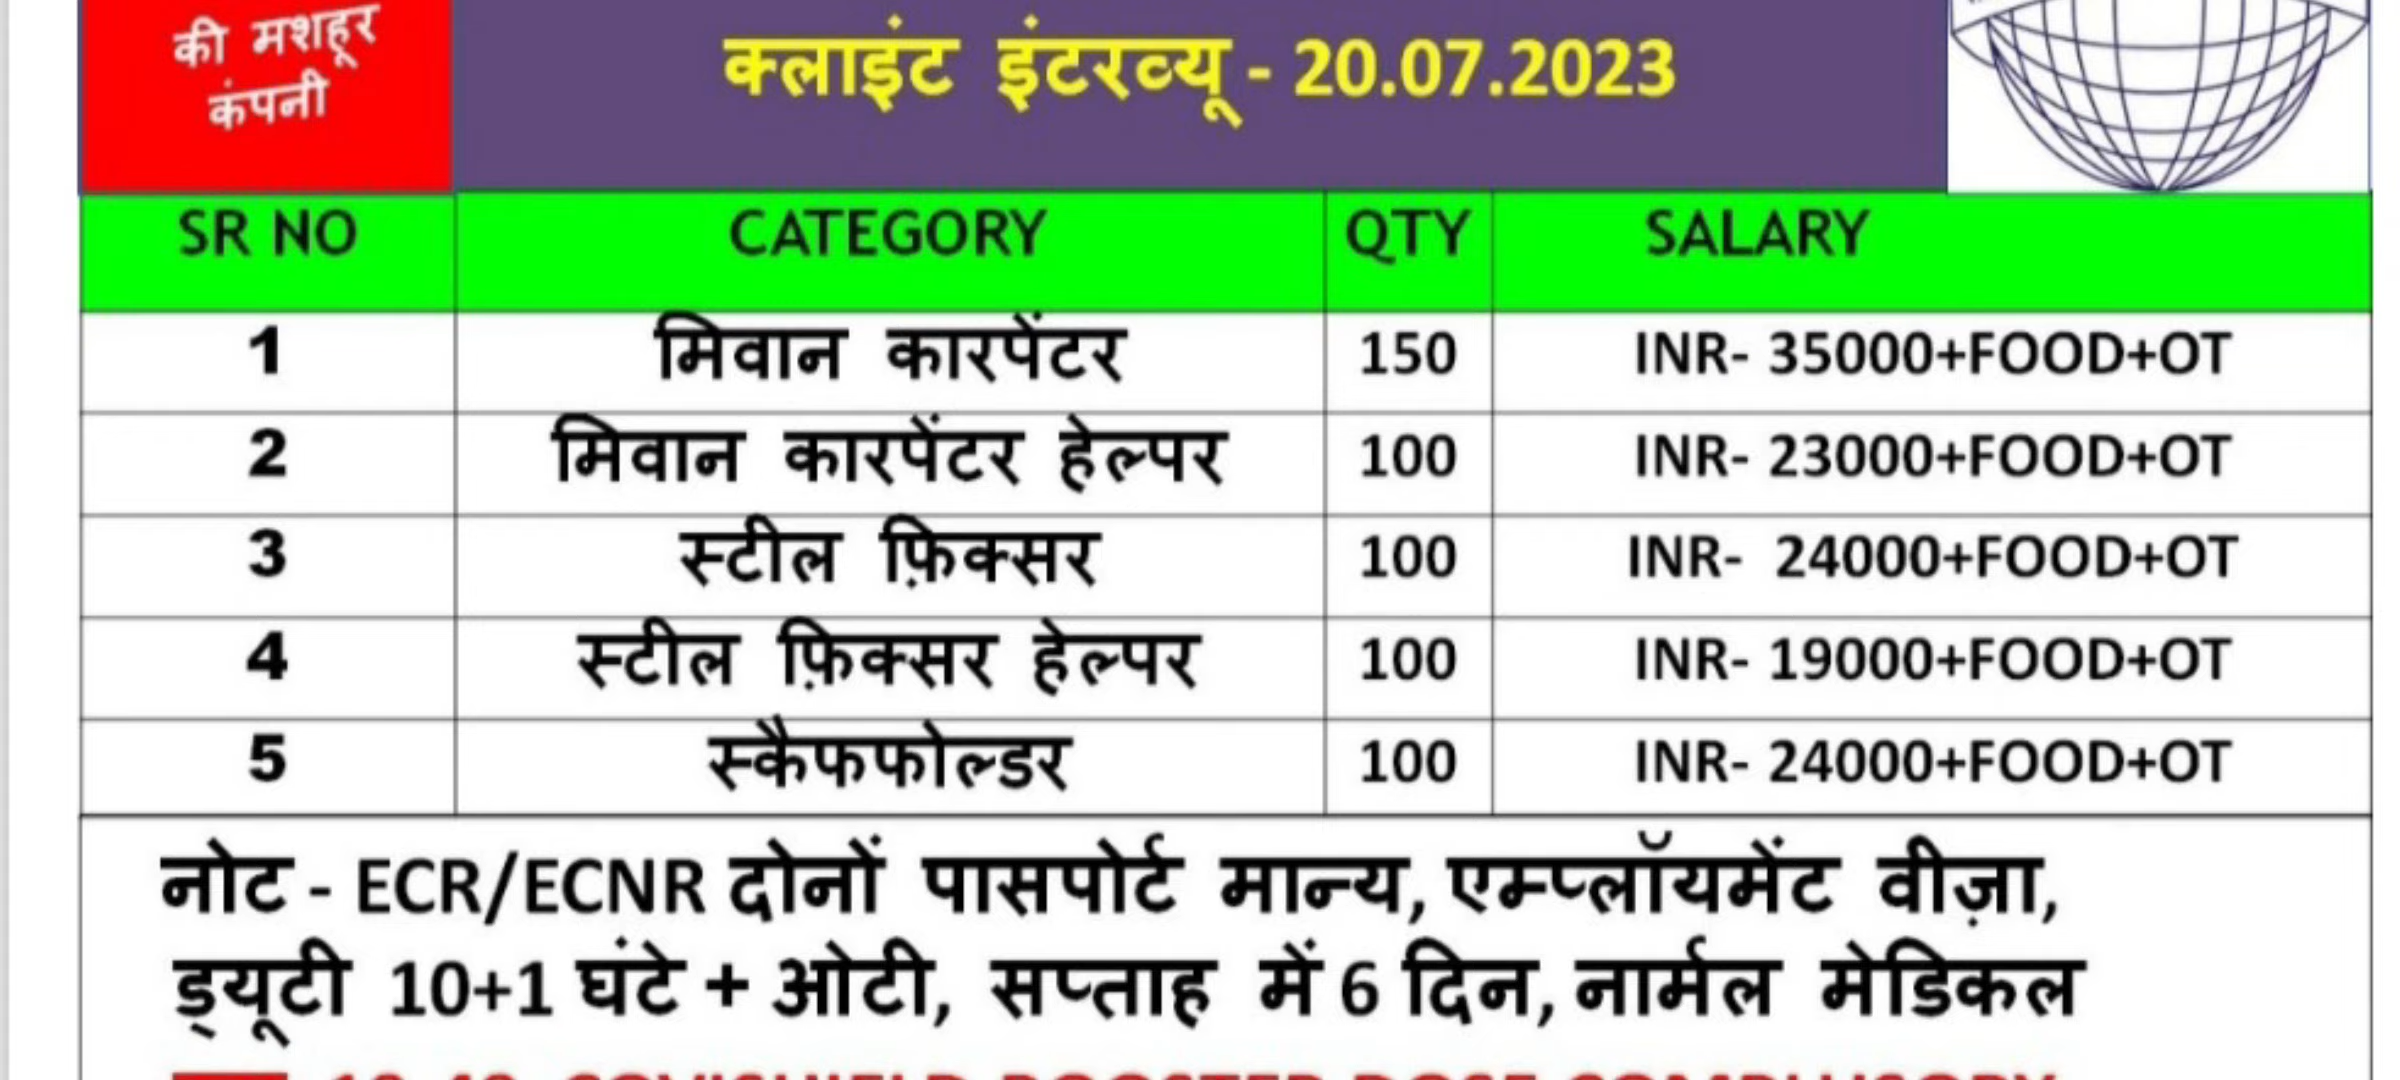 की मशहूर
कंपनी
क्लाइंट इंटरव्यू - 20.07.2023
SR NO CATEGORY QTY SALARY
1 मिवान कारपेंटर 150 INR- 35000+FOOD+OT
2 मिवान कारपेंटर हेल्पर 100 INR- 23000+FOOD+OT
3 स्टील फ़िक्सर 100 INR- 24000+FOOD+OT
4 स्टील फ़िक्सर हेल्पर 100 INR- 19000+FOOD+OT
5 स्कैफफोल्डर 100 INR- 24000+FOOD+OT
नोट - ECR/ECNR दोनों पासपोर्ट मान्य, एम्प्लॉयमेंट वीज़ा,
ड्यूटी 10+1 घंटे + ओटी, सप्ताह में 6 दिन, नार्मल मेडिकल
COVISHIELD BOOSTER DOSE